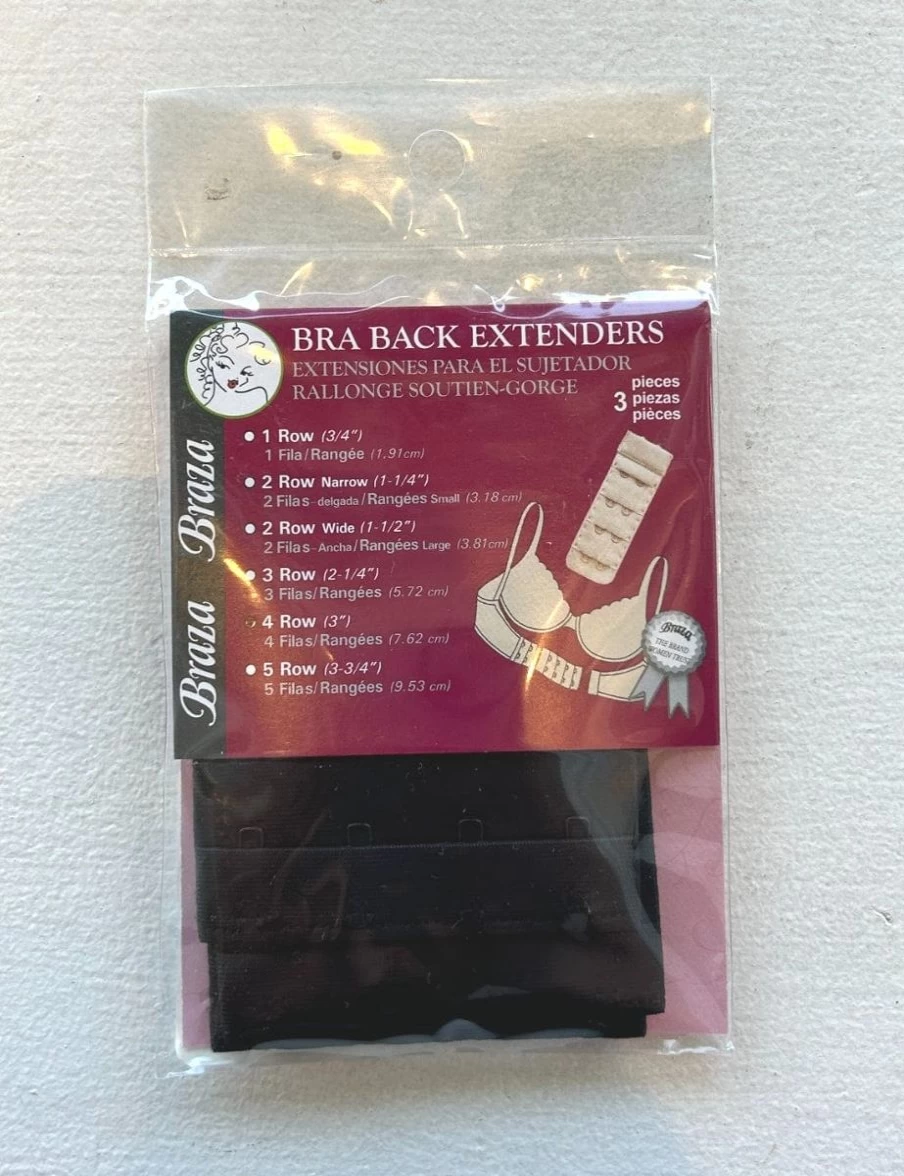 BRA BACK EXTENDERS
EXTENSIONES PARA EL SUJETADOR
RALLONGE SOUTIEN-GORGE
3 pieces
piezas
pièces
1 Row (3/4")
1 Fila/Rangée (1.91cm)
2 Row Narrow (1-1/4")
2 Filas-delgada/Rangées Small (3.18 cm)
2 Row Wide (1-1/2")
2 Filas-Ancha/Rangées Large (3.81cm)
3 Row (2-1/4")
3 Filas/Rangées (5.72 cm)
4 Row (3")
4 Filas/Rangées (7.62 cm)
5 Row (3-3/4")
5 Filas/Rangées (9.53 cm)
Braza
Braza
Braza
THE BRAND
WOMEN TRUST